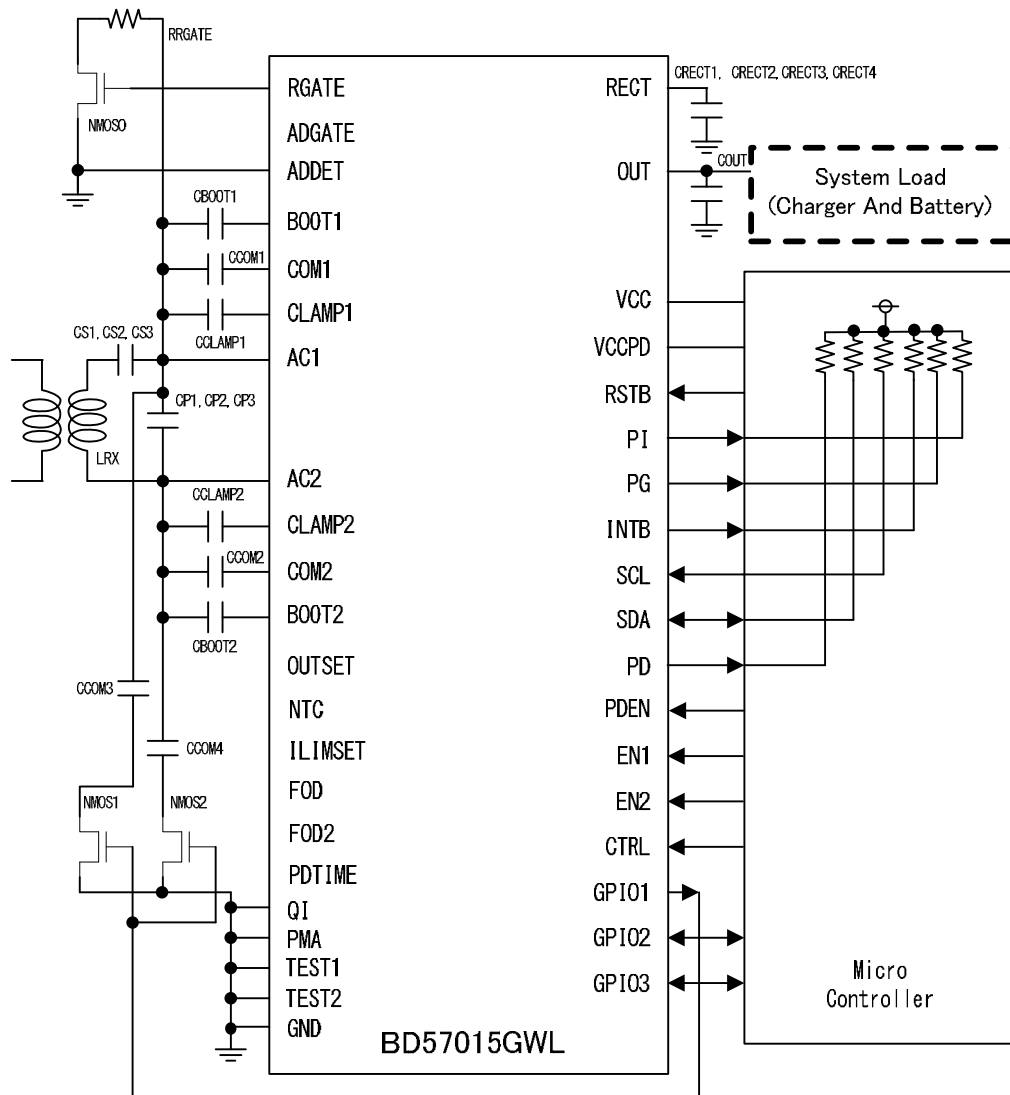 RRGATE
NMOS0
RGATE
ADGATE
ADDET
CBOOT1
BOOT1
CCOM1
COM1
CLAMP1
CCLAMP1
CS1, CS2, CS3
AC1
CP1, CP2, CP3
LRX
AC2
CCLAMP2
CLAMP2
CCOM2
COM2
BOOT2
CBOOT2
OUTSET
CCOM3
NTC
CCOM4
ILIMSET
FOD
NMOS1
NMOS2
FOD2
PDTIME
QI
PMA
TEST1
TEST2
GND
BD57015GWL
RECT
CRECT1, CRECT2, CRECT3, CRECT4
OUT
COUT
System Load
(Charger And Battery)
VCC
VCCPD
RSTB
PI
PG
INTB
SCL
SDA
PD
PDEN
EN1
EN2
CTRL
GPIO1
GPIO2
GPIO3
Micro
Controller